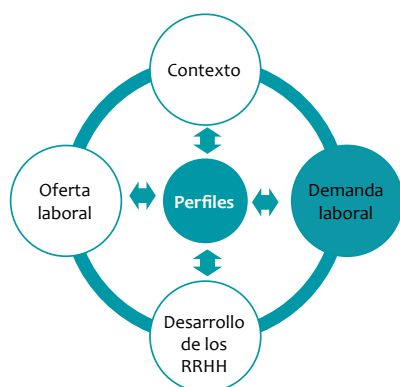 Contexto
Oferta
laboral
Perfiles
Demanda
laboral
Desarrollo
de los
RRHH